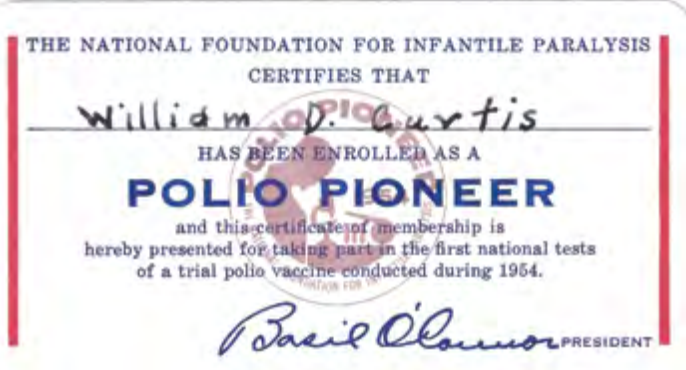 THE NATIONAL FOUNDATION FOR INFANTILE PARALYSIS
CERTIFIES THAT
William D. Curtis
HAS BEEN ENROLLED AS A
POLIO PIONEER
and this certificate of membership is
hereby presented for taking part in the first national tests
of a trial polio vaccine conducted during 1954.
Basil O'Connor PRESIDENT
POLIO PIONEER